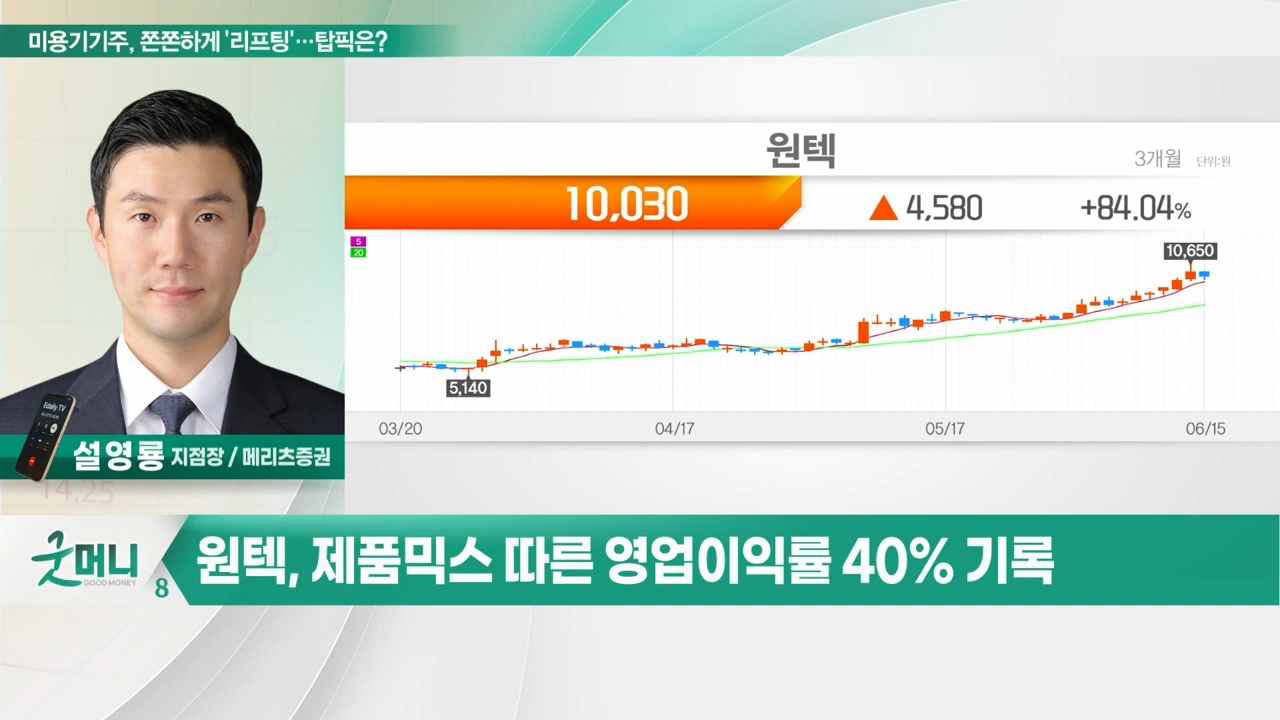 미용기기주, 쫀쫀하게 '리프팅'…탑픽은?
원텍
3개월 단위:원
10,030 ▲ 4,580 +84.04%
5
20
10,650
5,140
03/20 04/17 05/17 06/15
Edaily TV
설영룡 지점장 / 메리츠증권
14.25
굿머니
GOOD MONEY
8
원텍, 제품믹스 따른 영업이익률 40% 기록